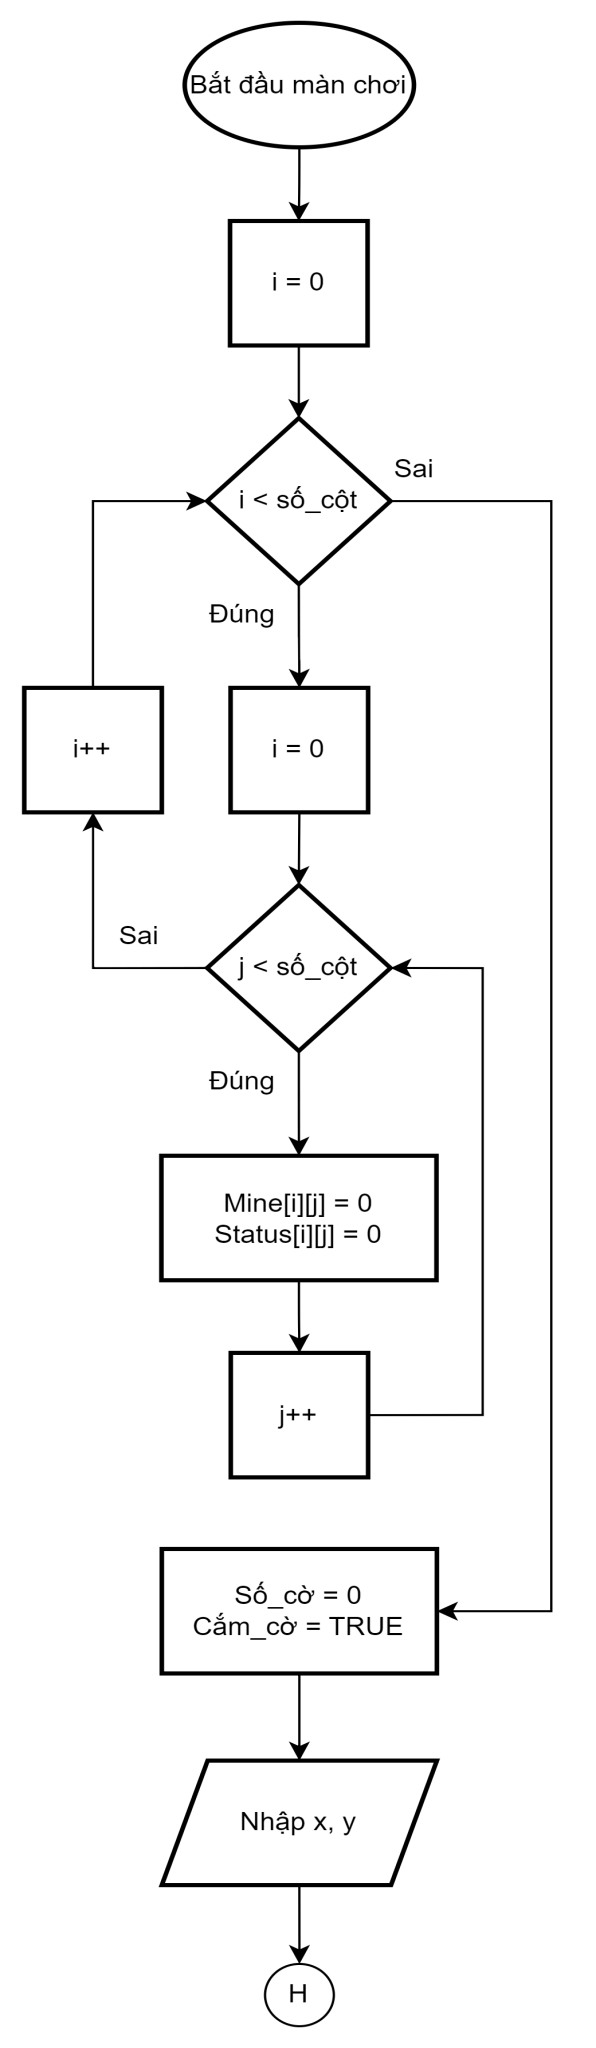 Bắt đầu màn chơi
i = 0
i < số_cột
Sai
Đúng
i++
i = 0
Sai
j < số_cột
Đúng
Mine[i][j] = 0
Status[i][j] = 0
j++
Số_cờ = 0
Cắm_cờ = TRUE
Nhập x, y
H